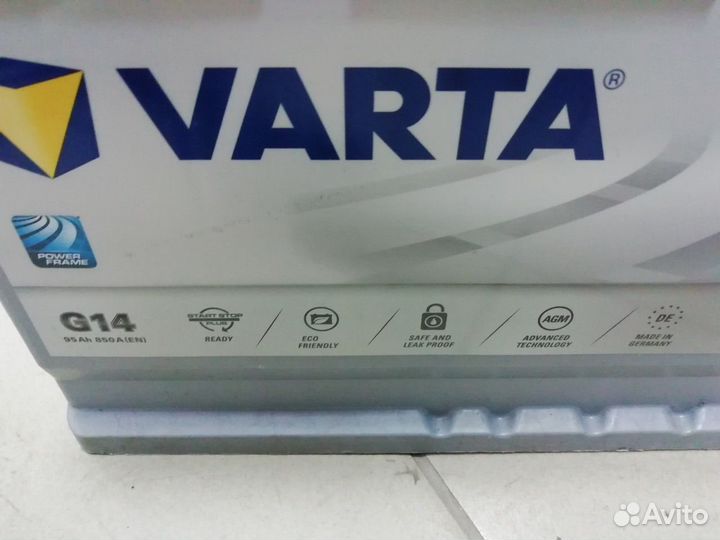 VARTA®
POWER
FRAME
G14
95Ah 850A(EN)
START STOP
PLUS
READY
ECO
FRIENDLY
SAFE AND
LEAK PROOF
AGM
ADVANCED
TECHNOLOGY
DE
MADE IN
GERMANY
Avito